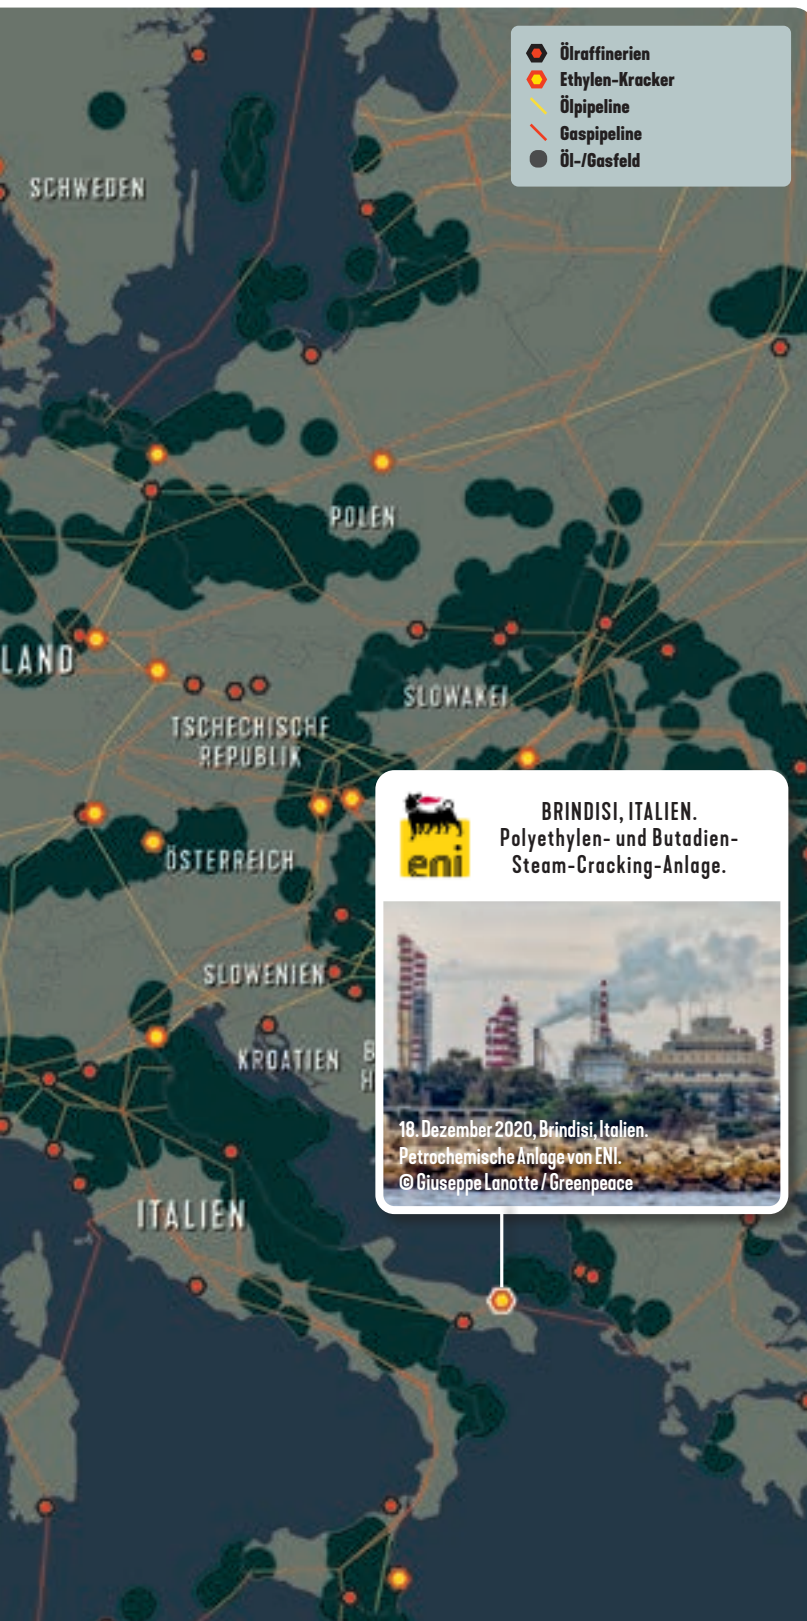 Ölraffinerien
Ethylen-Kracker
Ölpipeline
Gaspipeline
Öl-/Gasfeld
SCHWEDEN
POLEN
LAND
SLOWAKEI
TSCHECHISCHE
REPUBLIK
ÖSTERREICH
SLOWENIEN
KROATIEN
B
H
ITALIEN
eni
BRINDISI, ITALIEN.
Polyethylen- und Butadien-
Steam-Cracking-Anlage.
18. Dezember 2020, Brindisi, Italien.
Petrochemische Anlage von ENI.
© Giuseppe Lanotte / Greenpeace